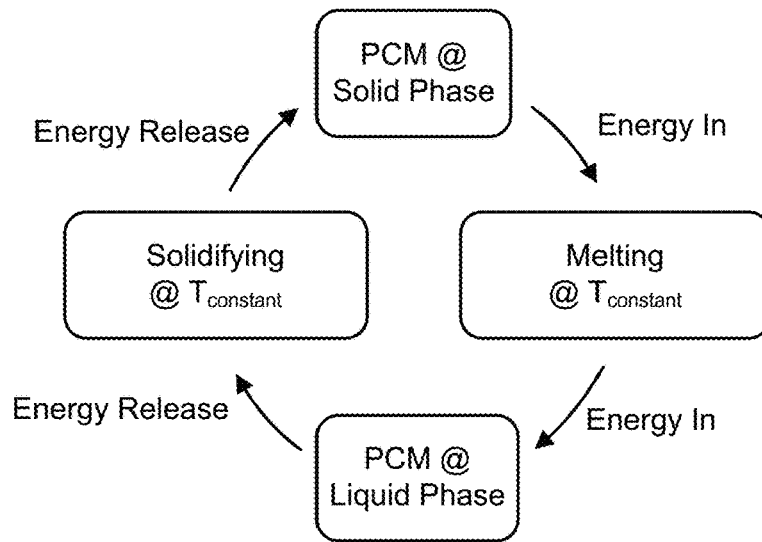 PCM @
Solid Phase
Energy Release
Energy In
Solidifying
@ Tconstant
Melting
@ Tconstant
Energy Release
Energy In
PCM @
Liquid Phase